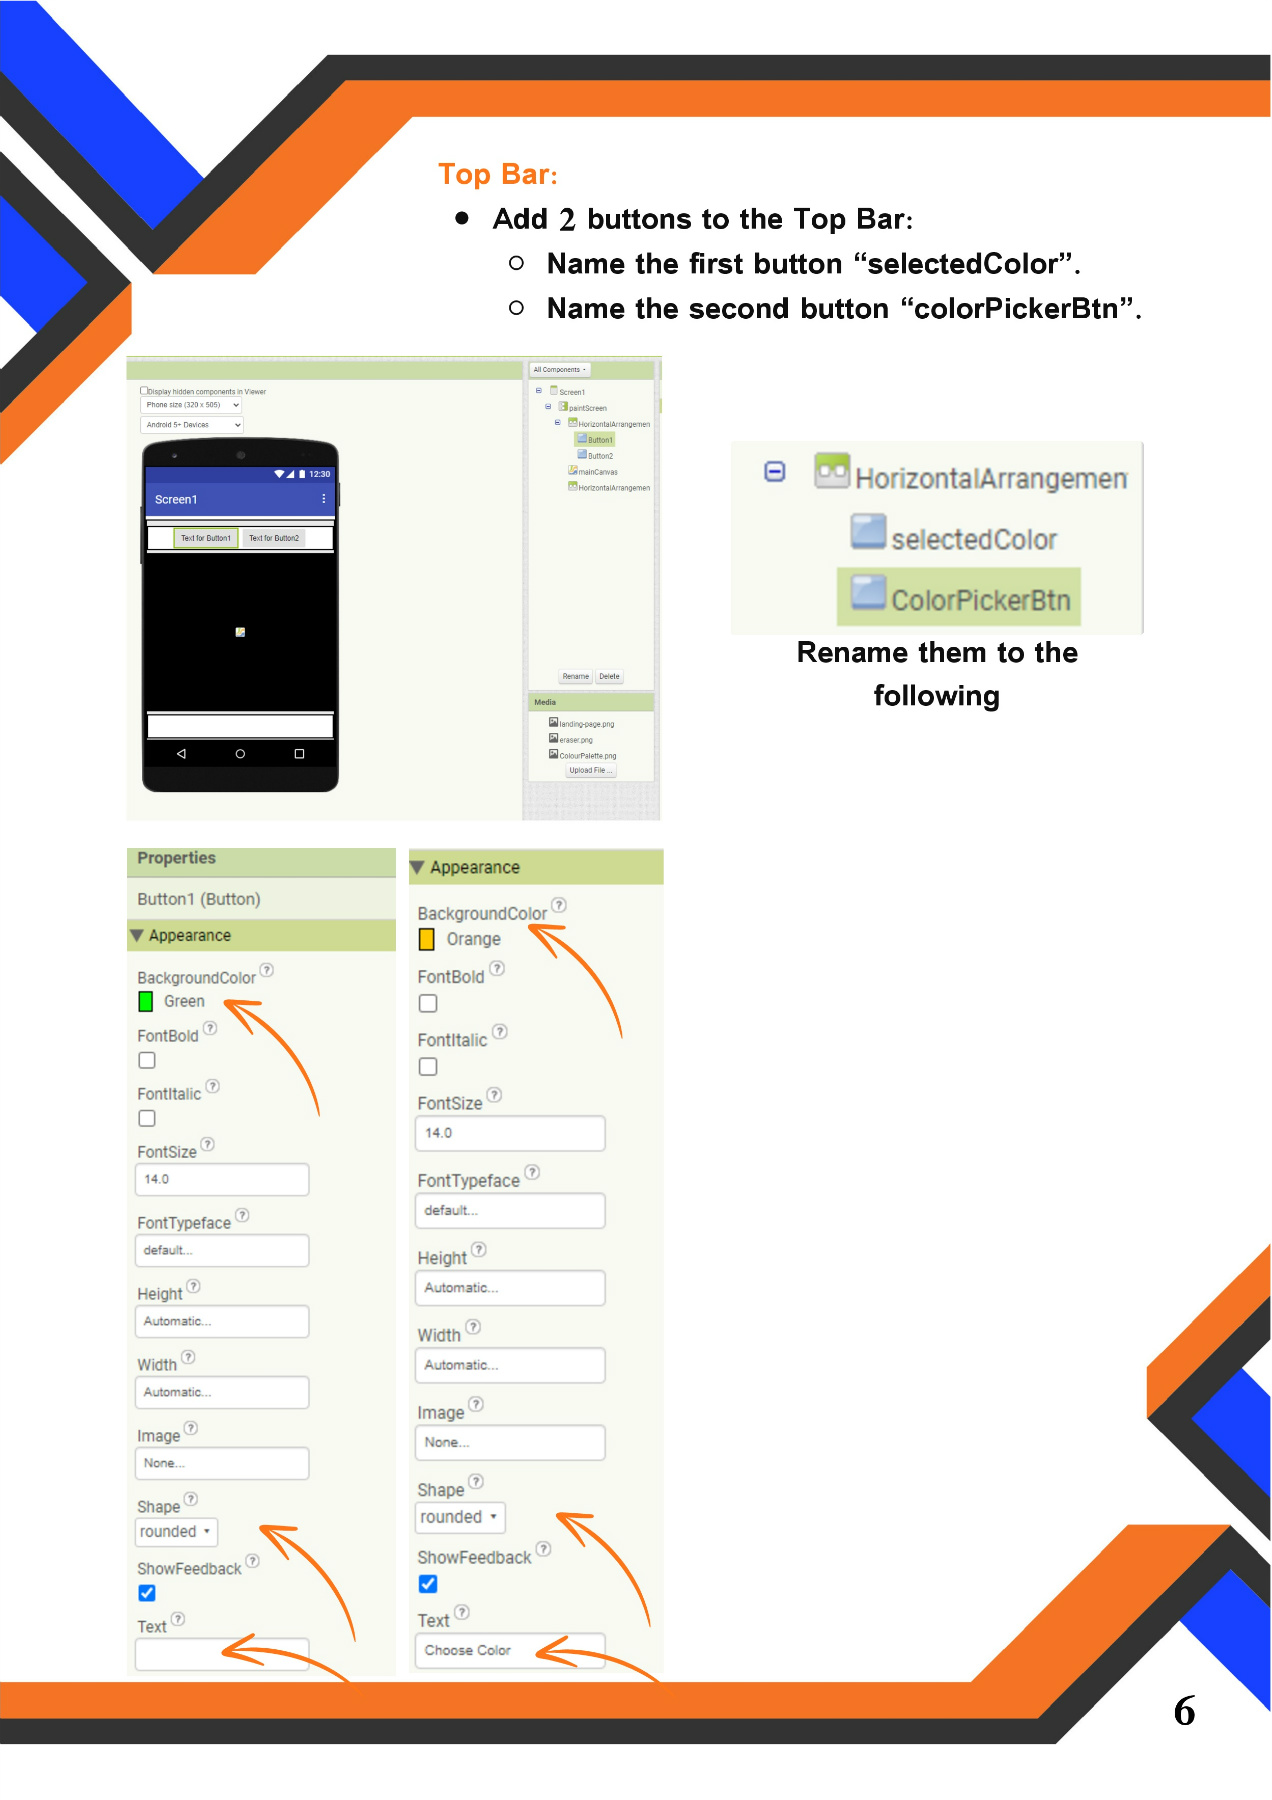 Top Bar:
• Add 2 buttons to the Top Bar:
○ Name the first button “selectedColor”.
○ Name the second button “colorPickerBtn”.
All Components
Display hidden components in Viewer
Phone size (320 x 505)
Android 5+ Devices
12:30
Screen1
Text for Button1 Text for Button2
Screen1
paintScreen
HorizontalArrangemen
Button1
Button2
mainCanvas
HorizontalArrangemen
Rename Delete
Media
landing-page.png
eraser.png
ColourPalette.png
Upload File ...
HorizontalArrangemen
selectedColor
ColorPickerBtn
Rename them to the
following
Properties
Button1 (Button)
Appearance
BackgroundColor ?
Green
FontBold ?
FontItalic ?
FontSize ?
14.0
FontTypeface ?
default...
Height ?
Automatic...
Width ?
Automatic...
Image ?
None...
Shape ?
rounded
ShowFeedback ?
Text ?
Appearance
BackgroundColor ?
Orange
FontBold ?
FontItalic ?
FontSize ?
14.0
FontTypeface ?
default...
Height ?
Automatic...
Width ?
Automatic...
Image ?
None...
Shape ?
rounded
ShowFeedback ?
Text ?
Choose Color
6